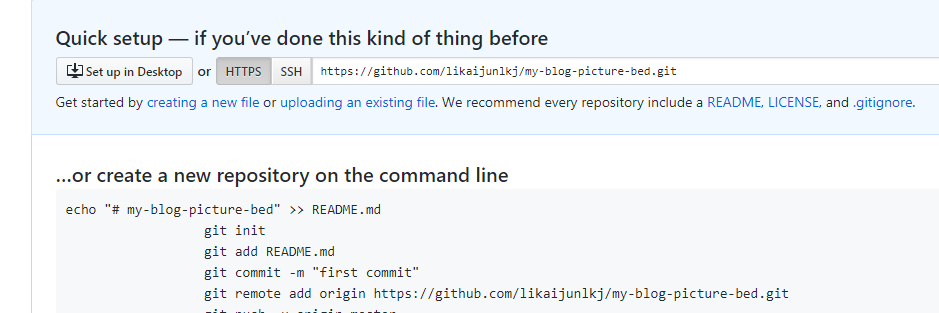 Quick setup — if you’ve done this kind of thing before
Set up in Desktop or HTTPS SSH https://github.com/likaijunlkj/my-blog-picture-bed.git
Get started by creating a new file or uploading an existing file. We recommend every repository include a README, LICENSE, and .gitignore.
…or create a new repository on the command line
echo "# my-blog-picture-bed" >> README.md
git init
git add README.md
git commit -m "first commit"
git remote add origin https://github.com/likaijunlkj/my-blog-picture-bed.git
git push -u origin master